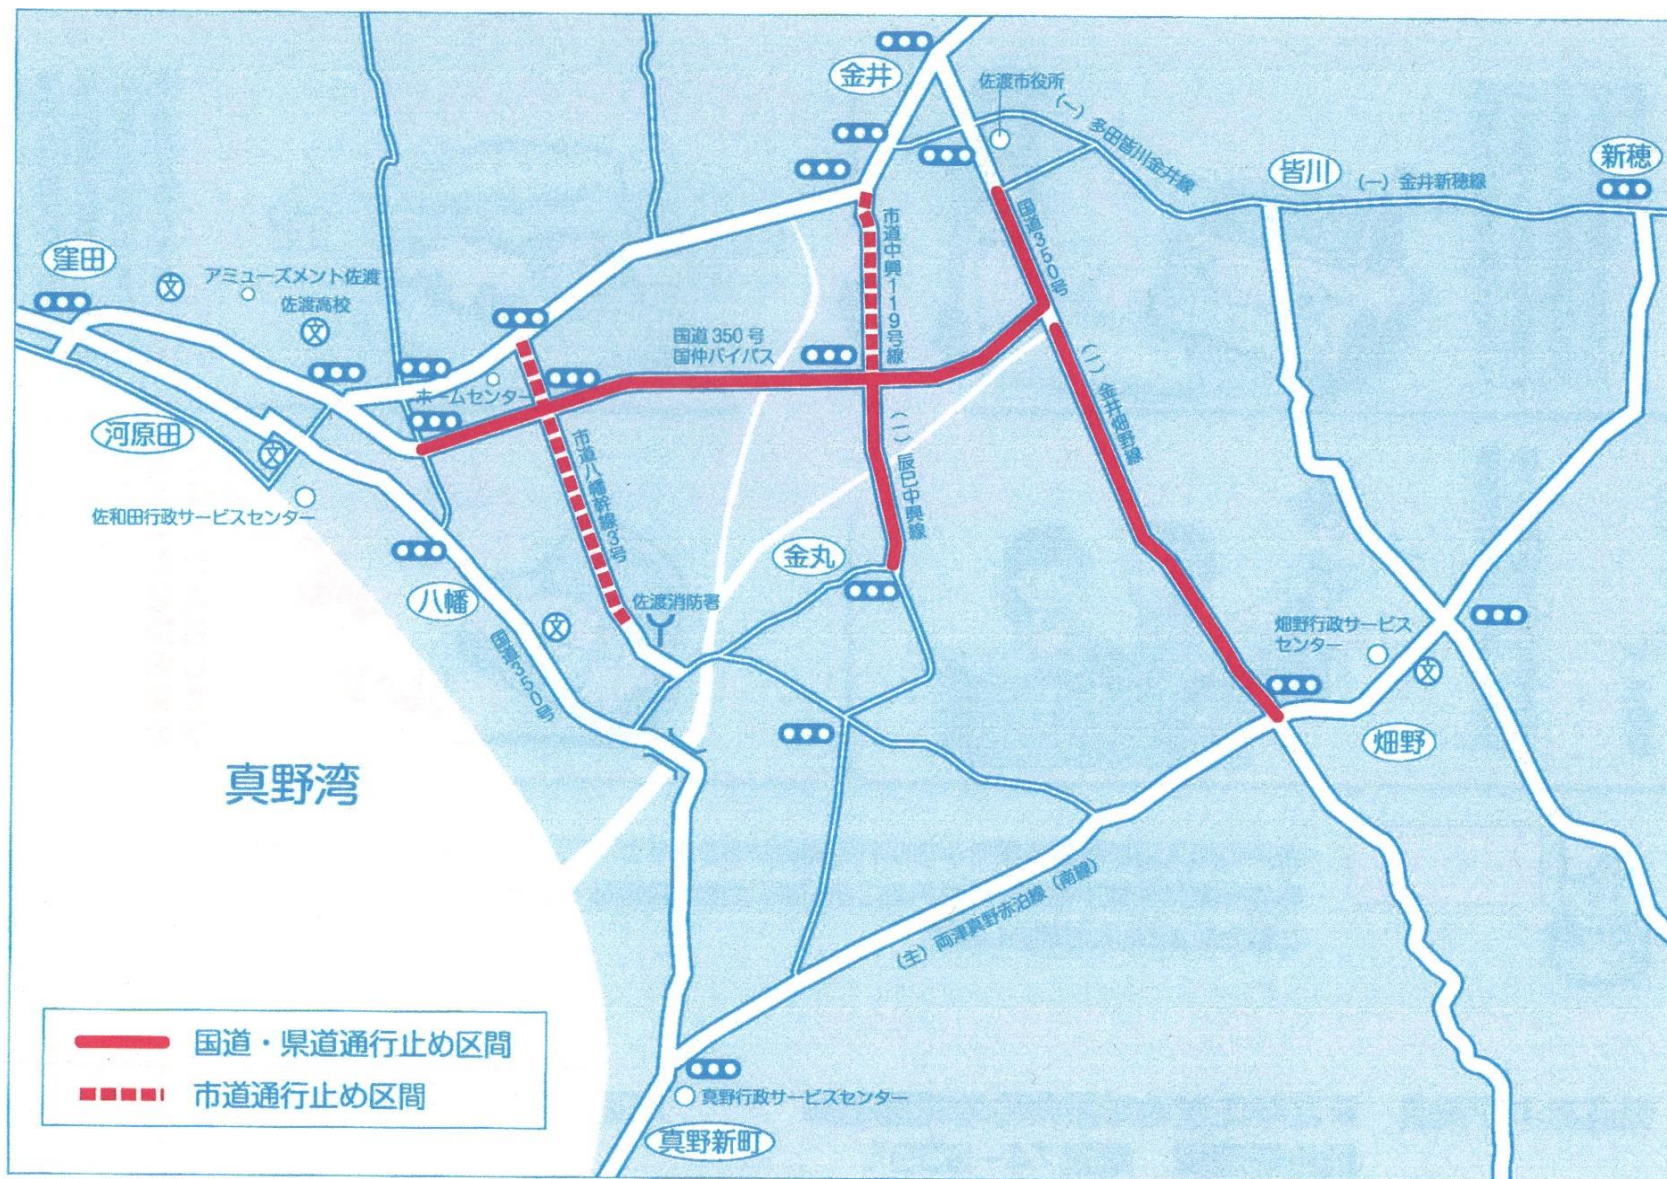 金井
佐渡市役所
(一)多田皆川金井線
皆川
(一)金井新穂線
新穂
窪田
アミューズメント佐渡
佐渡高校
文
文
国道350号
市道中興119号線
国道350号
国仲バイパス
ホームセンター
河原田
文
佐和田行政サービスセンター
市道八幡幹線3号
(一)辰巳中興線
(一)金井畑野線
八幡
金丸
文
佐渡消防署
国道350号
畑野行政サービス
センター
文
畑野
真野湾
(主)両津真野赤泊線(南線)
国道・県道通行止め区間
市道通行止め区間
真野行政サービスセンター
真野新町